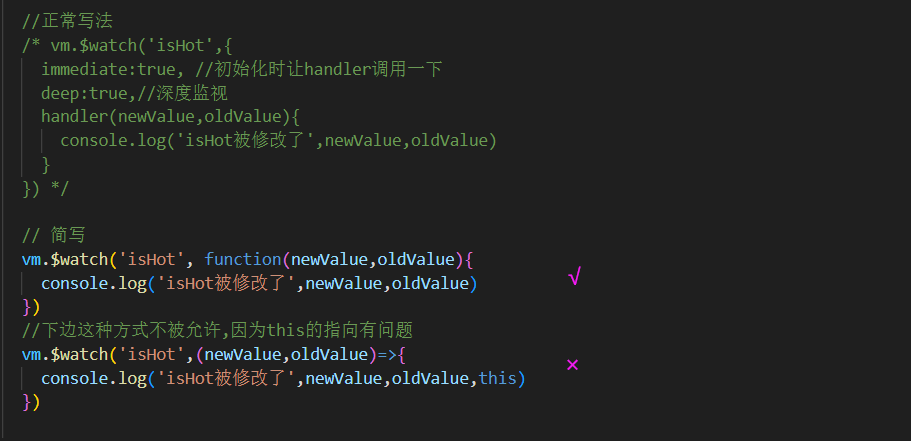 //正常写法
/* vm.$watch('isHot',{
immediate:true, //初始化时让handler调用一下
deep:true,//深度监视
handler(newValue,oldValue){
console.log('isHot被修改了',newValue,oldValue)
}
}) */
// 简写
vm.$watch('isHot', function(newValue,oldValue){
console.log('isHot被修改了',newValue,oldValue) √
})
//下边这种方式不被允许,因为this的指向有问题
vm.$watch('isHot',(newValue,oldValue)=>{ ×
console.log('isHot被修改了',newValue,oldValue,this)
})